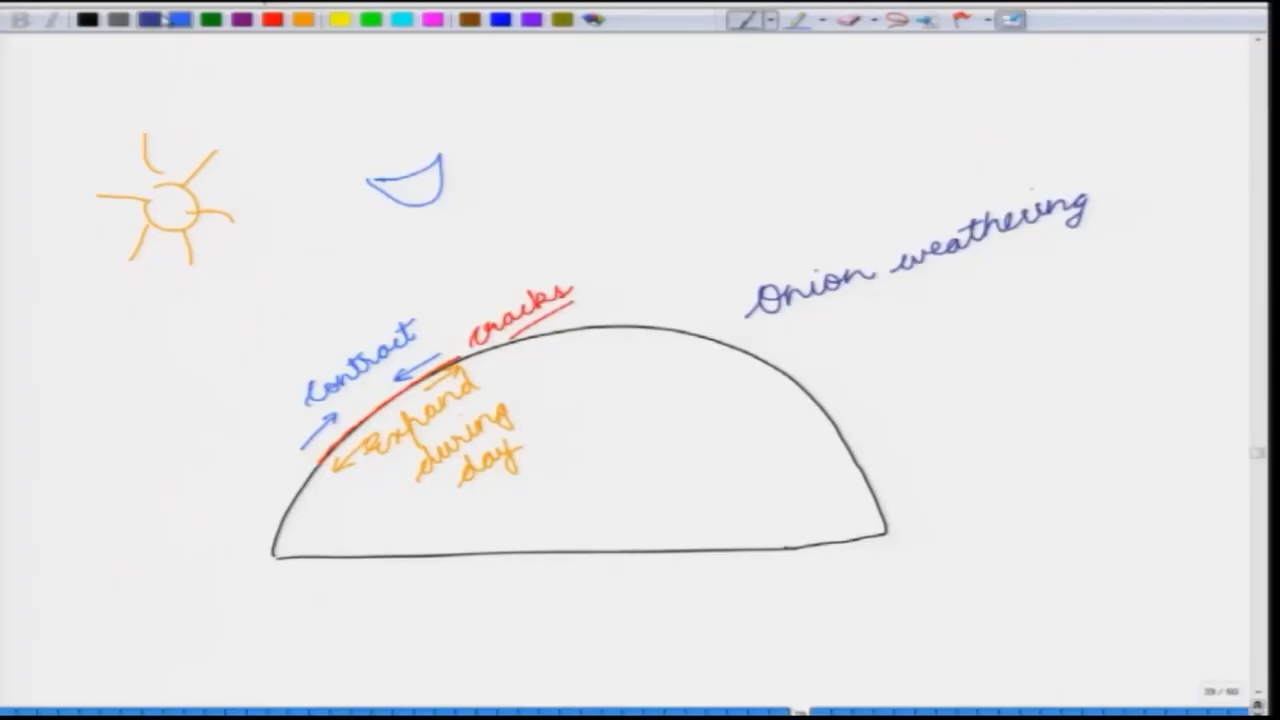 Onion weathering
cracks
Contract
Expand
during
day